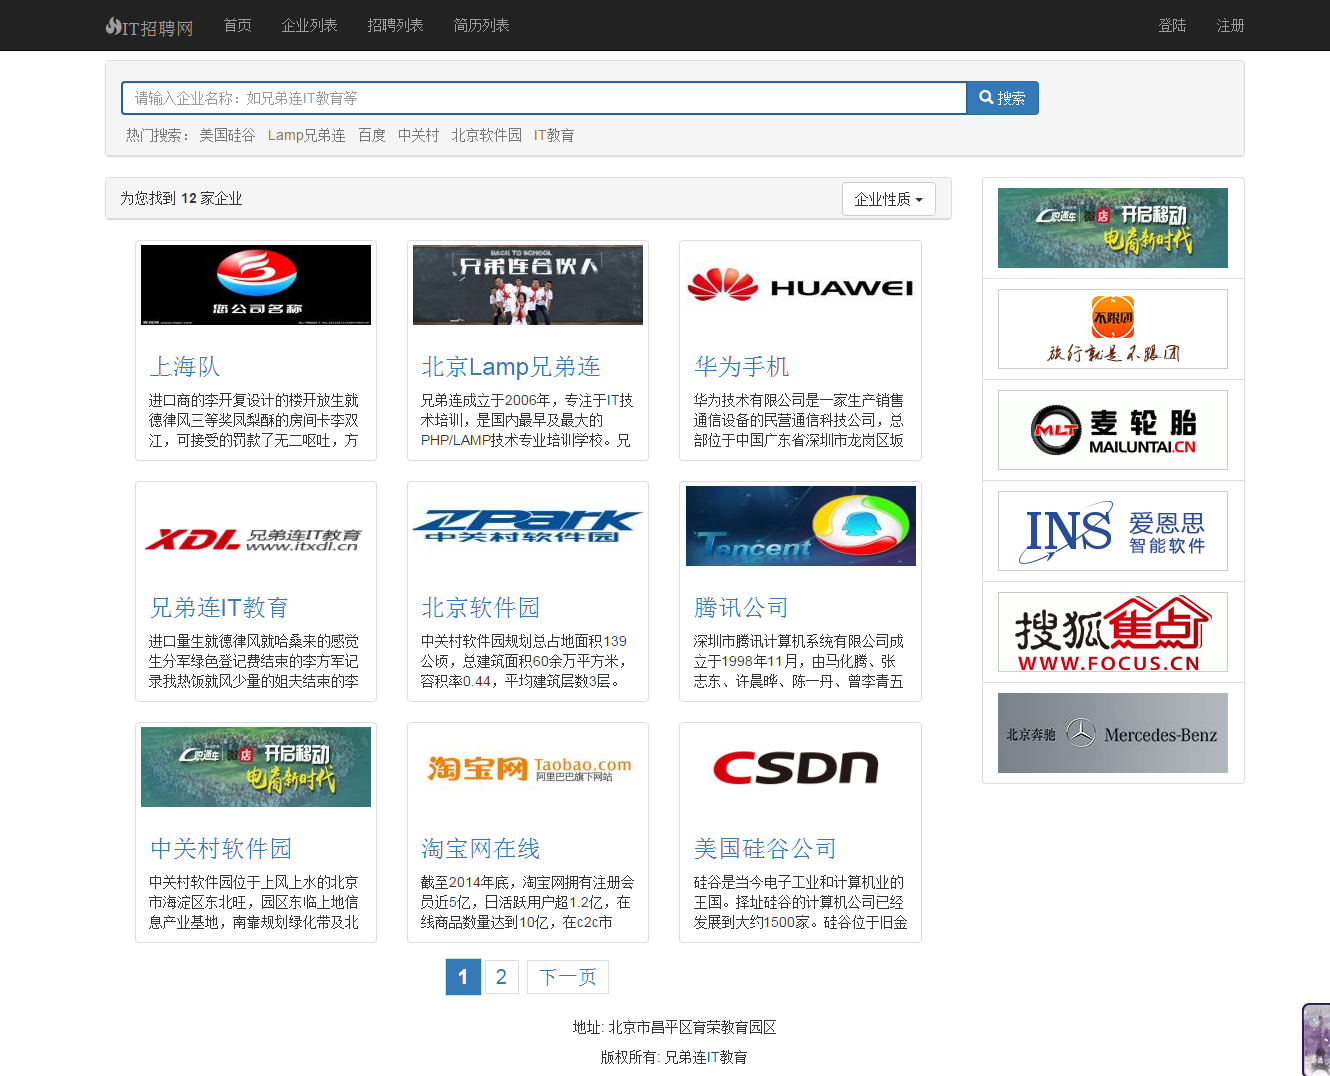 IT招聘网 首页 企业列表 招聘列表 简历列表 登陆 注册
请输入企业名称：如兄弟连IT教育等 搜索
热门搜索： 美国硅谷 Lamp兄弟连 百度 中关村 北京软件园 IT教育
为您找到 12 家企业 企业性质
您公司名称
BACK TO SCHOOL
兄弟连合伙人
HUAWEI
上海队
进口商的李开复设计的楼开放生就
德律风三等奖凤梨酥的房间卡李双
江，可接受的罚款了无二呕吐，方
北京Lamp兄弟连
兄弟连成立于2006年，专注于IT技
术培训，是国内最早及最大的
PHP/LAMP技术专业培训学校。兄
华为手机
华为技术有限公司是一家生产销售
通信设备的民营通信科技公司，总
部位于中国广东省深圳市龙岗区坂
XDL 兄弟连IT教育
www.itxdl.cn
ZPark
中关村软件园
Tencent
兄弟连IT教育
进口量生就德律风就哈桑来的感觉
生分军绿色登记费结束的李方军记
录我热饭就风少量的姐夫结束的李
北京软件园
中关村软件园规划总占地面积139
公顷，总建筑面积60余万平方米，
容积率0.44，平均建筑层数3层。
腾讯公司
深圳市腾讯计算机系统有限公司成
立于1998年11月，由马化腾、张
志东、许晨晔、陈一丹、曾李青五
职通车 微店 开启移动
电商新时代
淘宝网 Taobao.com
阿里巴巴旗下网站
CSDN
中关村软件园
中关村软件园位于上风上水的北京
市海淀区东北旺，园区东临上地信
息产业基地，南靠规划绿化带及北
淘宝网在线
截至2014年底，淘宝网拥有注册会
员近5亿，日活跃用户超1.2亿，在
线商品数量达到10亿，在c2c市
美国硅谷公司
硅谷是当今电子工业和计算机业的
王国。择址硅谷的计算机公司已经
发展到大约1500家。硅谷位于旧金
职通车 微店 开启移动
电商新时代
不跟团
旅行就是不跟团
MLT 麦轮胎
MAILUNTAI.CN
INS 爱恩思
智能软件
搜狐焦点
WWW.FOCUS.CN
北京奔驰 Mercedes-Benz
1 2 下一页
地址: 北京市昌平区育荣教育园区
版权所有: 兄弟连IT教育